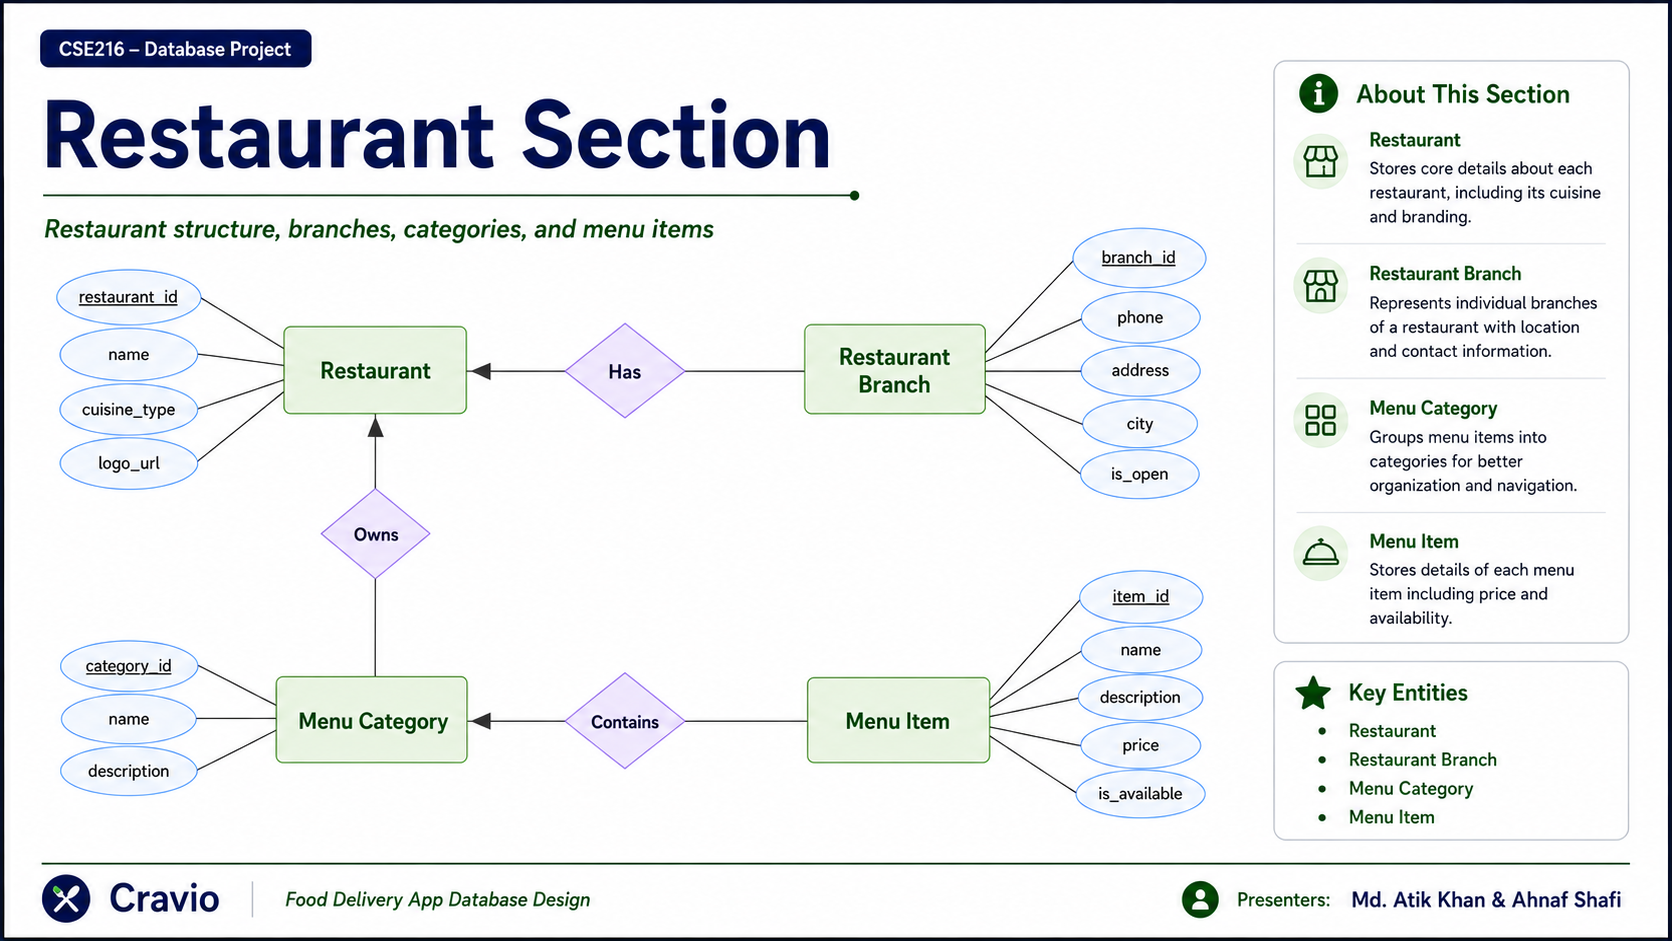 CSE216 – Database Project
Restaurant Section
Restaurant structure, branches, categories, and menu items
restaurant_id
name
cuisine_type
logo_url
Restaurant
Has
Restaurant
Branch
branch_id
phone
address
city
is_open
Owns
category_id
name
description
Menu Category
Contains
Menu Item
item_id
name
description
price
is_available
About This Section
Restaurant
Stores core details about each
restaurant, including its cuisine
and branding.
Restaurant Branch
Represents individual branches
of a restaurant with location
and contact information.
Menu Category
Groups menu items into
categories for better
organization and navigation.
Menu Item
Stores details of each menu
item including price and
availability.
Key Entities
• Restaurant
• Restaurant Branch
• Menu Category
• Menu Item
Cravio
Food Delivery App Database Design
Presenters: Md. Atik Khan & Ahnaf Shafi